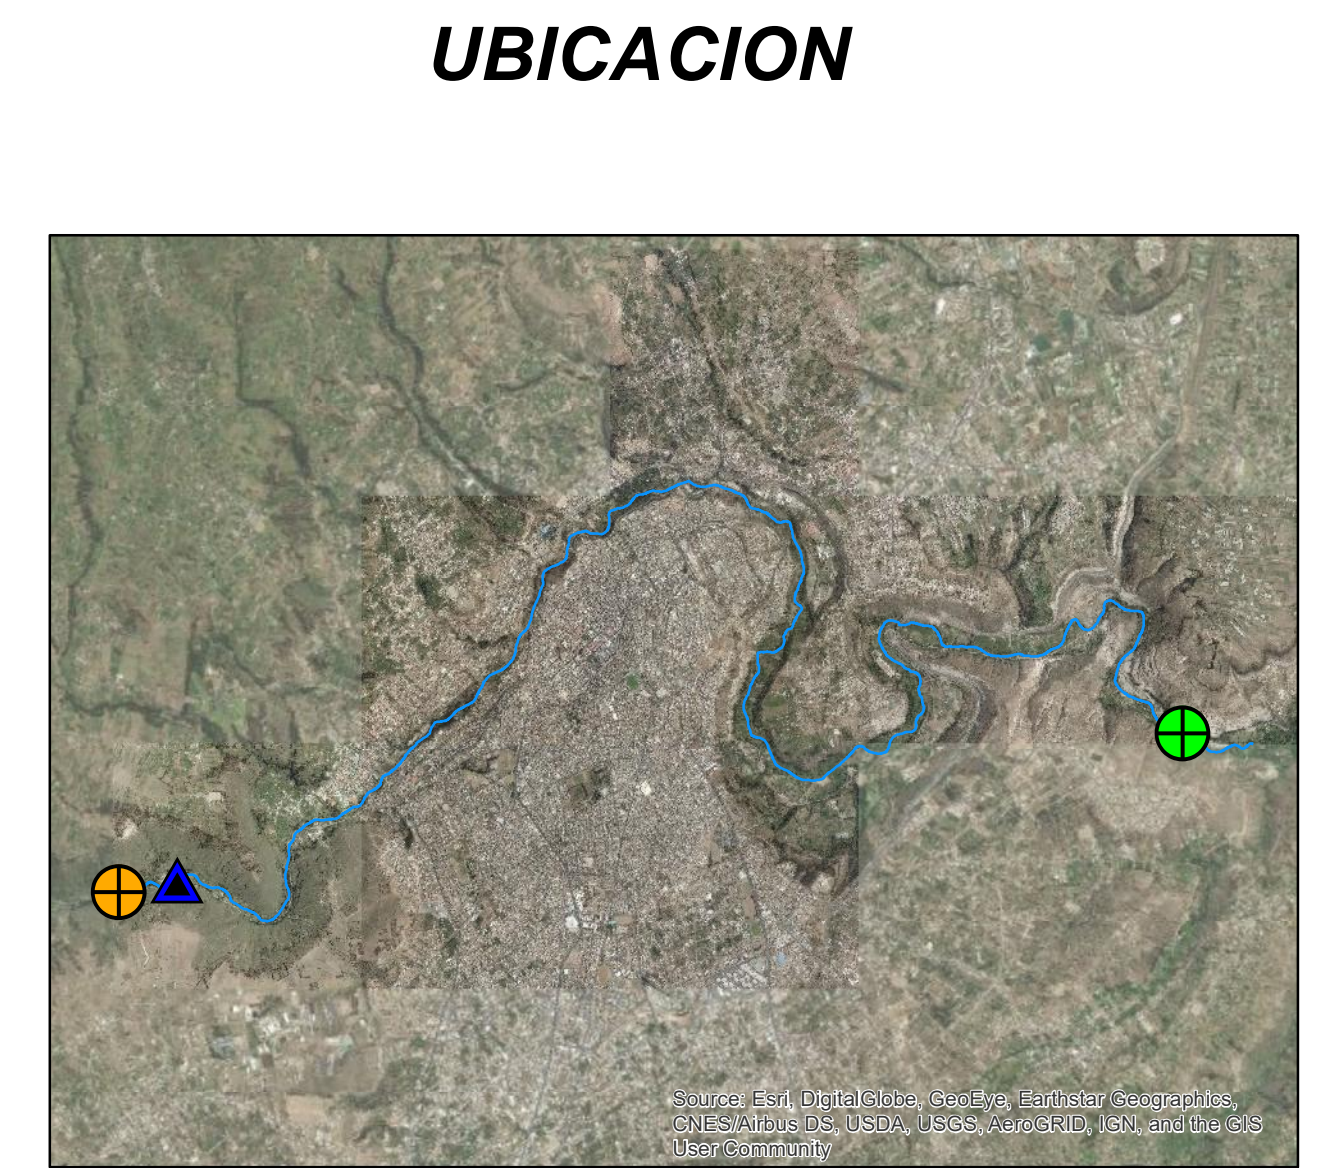 UBICACION
Source: Esri, DigitalGlobe, GeoEye, Earthstar Geographics,
CNES/Airbus DS, USDA, USGS, AeroGRID, IGN, and the GIS
User Community